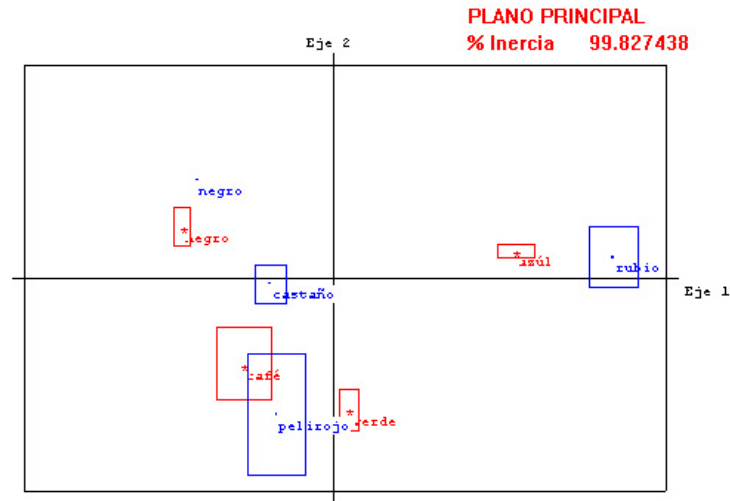 PLANO PRINCIPAL
% Inercia 99.827438
Eje 2
negro
negro
azúl
rubio
castaño
Eje 1
café
pelirojo
verde